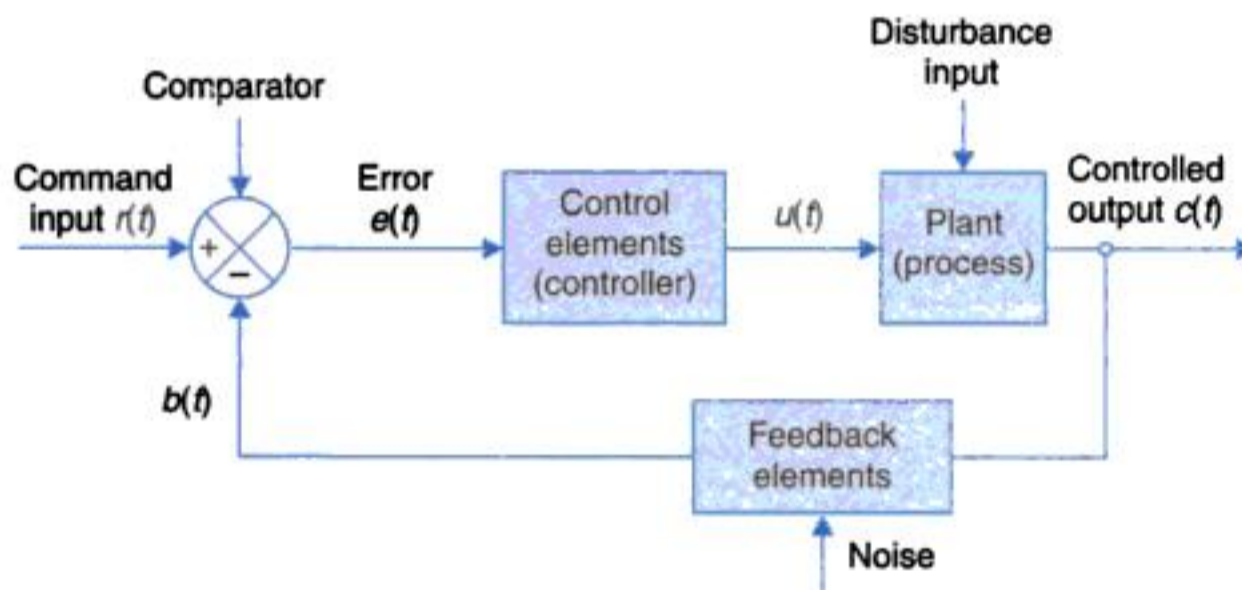 Disturbance
input
Comparator
Command
input r(t)
Error
e(t)
Control
elements
(controller)
u(t)
Plant
(process)
Controlled
output c(t)
+
−
b(t)
Feedback
elements
Noise